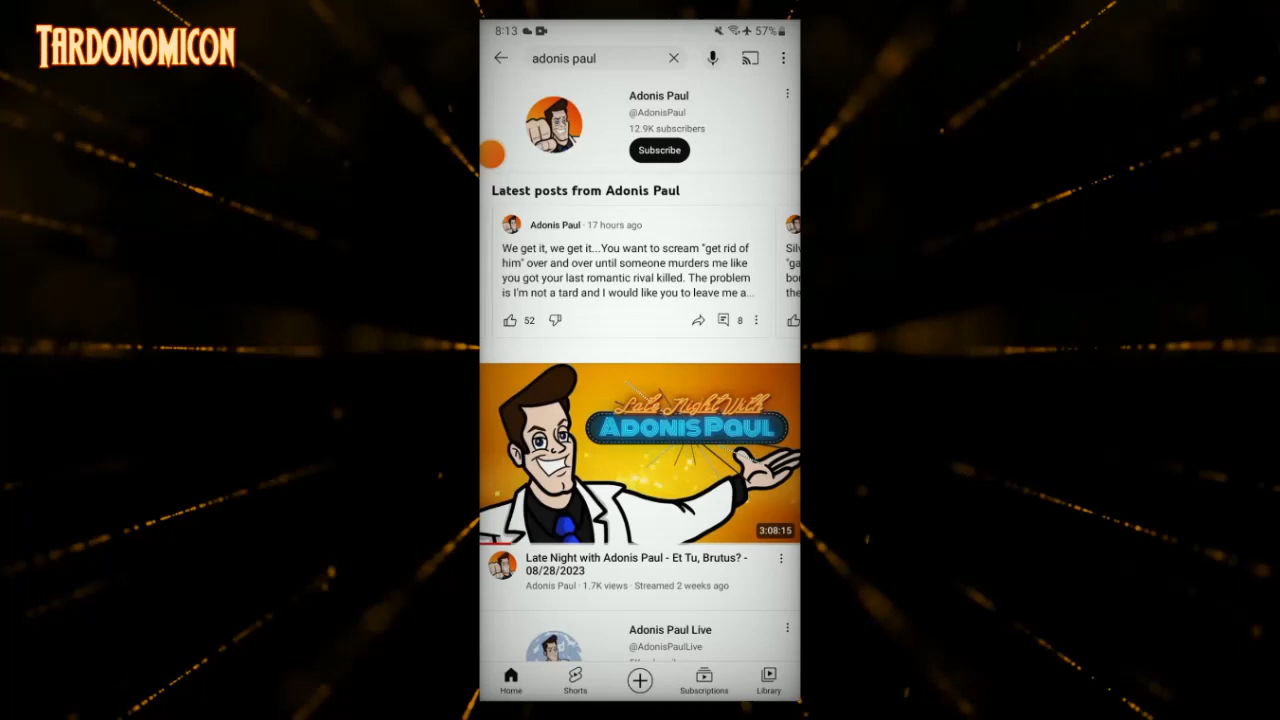 TARDONOMICON
8:13
57%
adonis paul
Adonis Paul
@AdonisPaul
12.9K subscribers
Subscribe
Latest posts from Adonis Paul
Adonis Paul · 17 hours ago
We get it, we get it...You want to scream "get rid of
him" over and over until someone murders me like
you got your last romantic rival killed. The problem
is I'm not a tard and I would like you to leave me a...
52
8
Late Night With
ADONIS PAUL
3:08:15
Late Night with Adonis Paul - Et Tu, Brutus? -
08/28/2023
Adonis Paul · 1.7K views · Streamed 2 weeks ago
Adonis Paul Live
@AdonisPaulLive
Home
Shorts
Subscriptions
Library